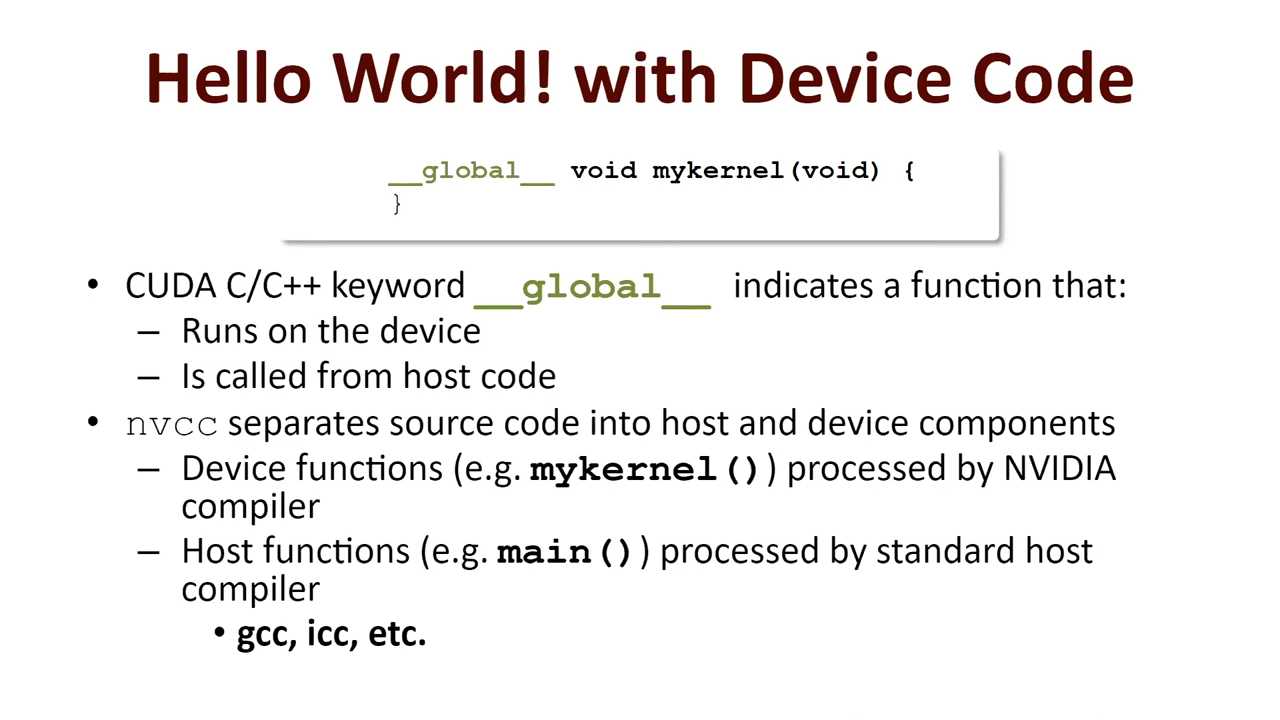 Hello World! with Device Code
__global__ void mykernel(void) {
}
• CUDA C/C++ keyword __global__ indicates a function that:
– Runs on the device
– Is called from host code
• nvcc separates source code into host and device components
– Device functions (e.g. mykernel()) processed by NVIDIA
compiler
– Host functions (e.g. main()) processed by standard host
compiler
• gcc, icc, etc.